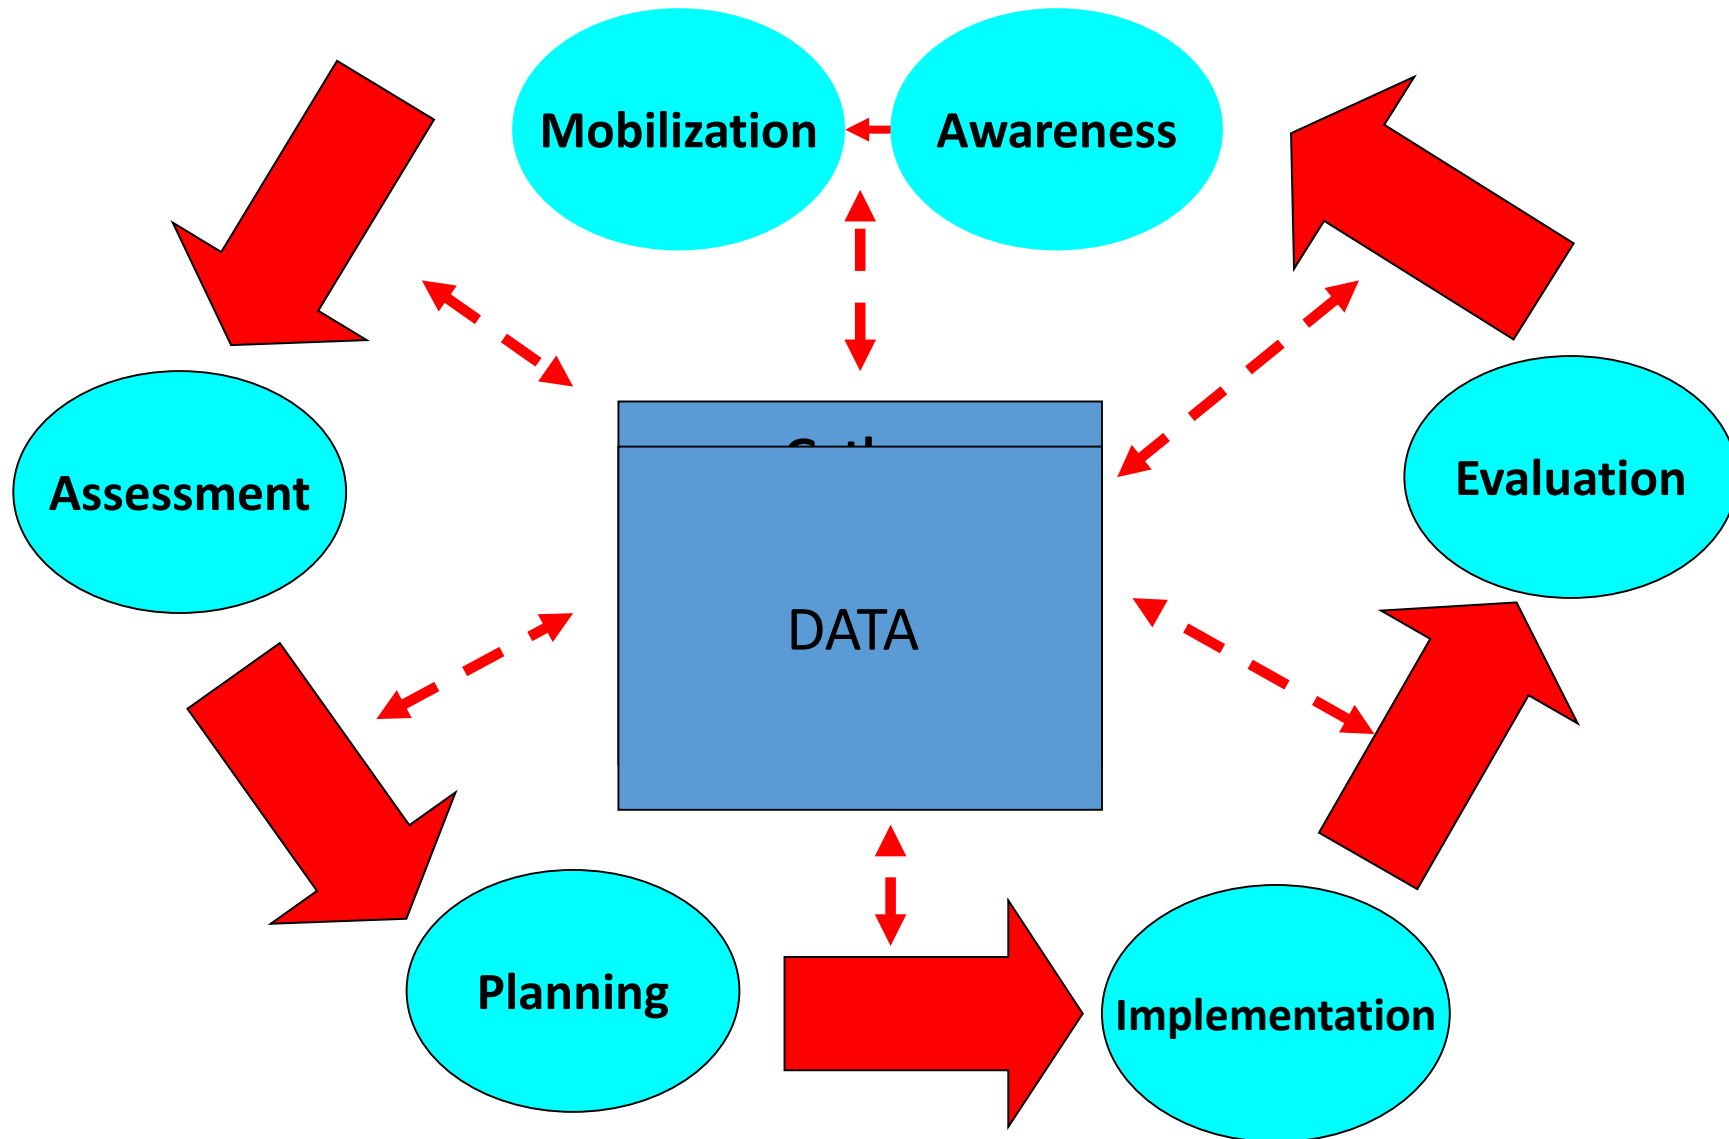 Mobilization
Awareness
Assessment
Evaluation
DATA
Planning
Implementation